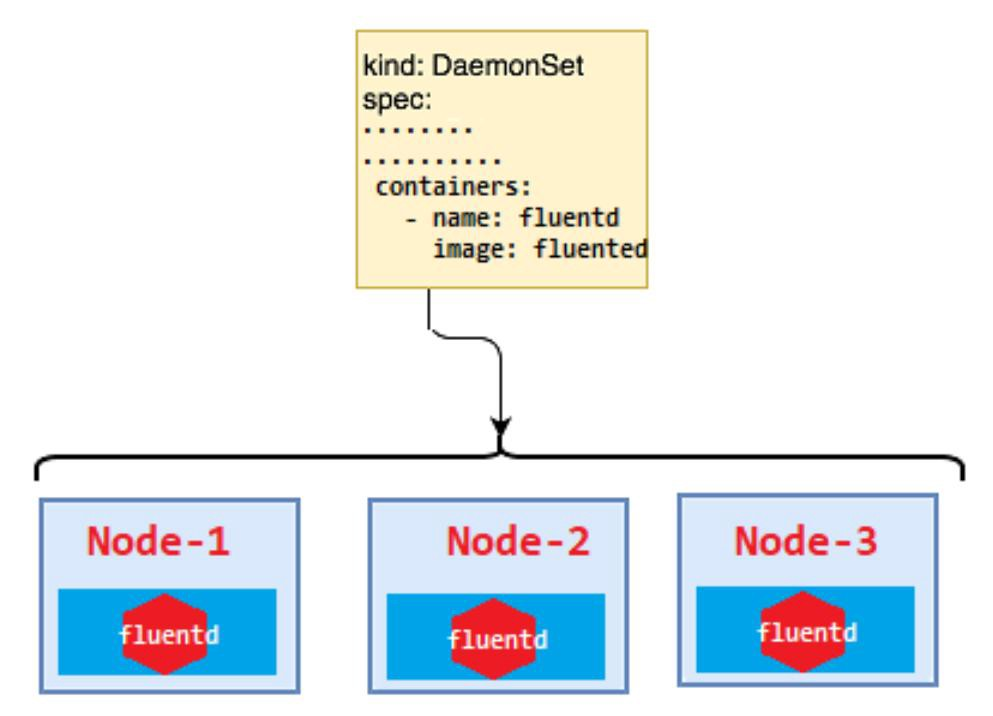 kind: DaemonSet
spec:
........
..........
containers:
- name: fluentd
image: fluented
Node-1
Node-2
Node-3
fluentd
fluentd
fluentd